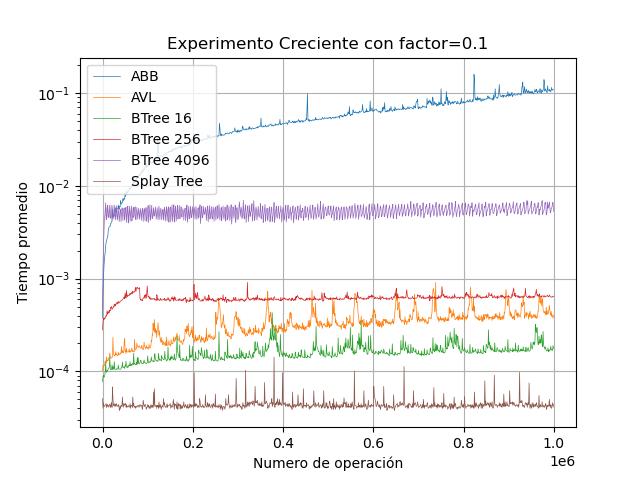 Experimento Creciente con factor=0.1
ABB
AVL
BTree 16
BTree 256
BTree 4096
Splay Tree
Tiempo promedio
10⁻¹
10⁻²
10⁻³
10⁻⁴
0.0 0.2 0.4 0.6 0.8 1.0
1e6
Numero de operación